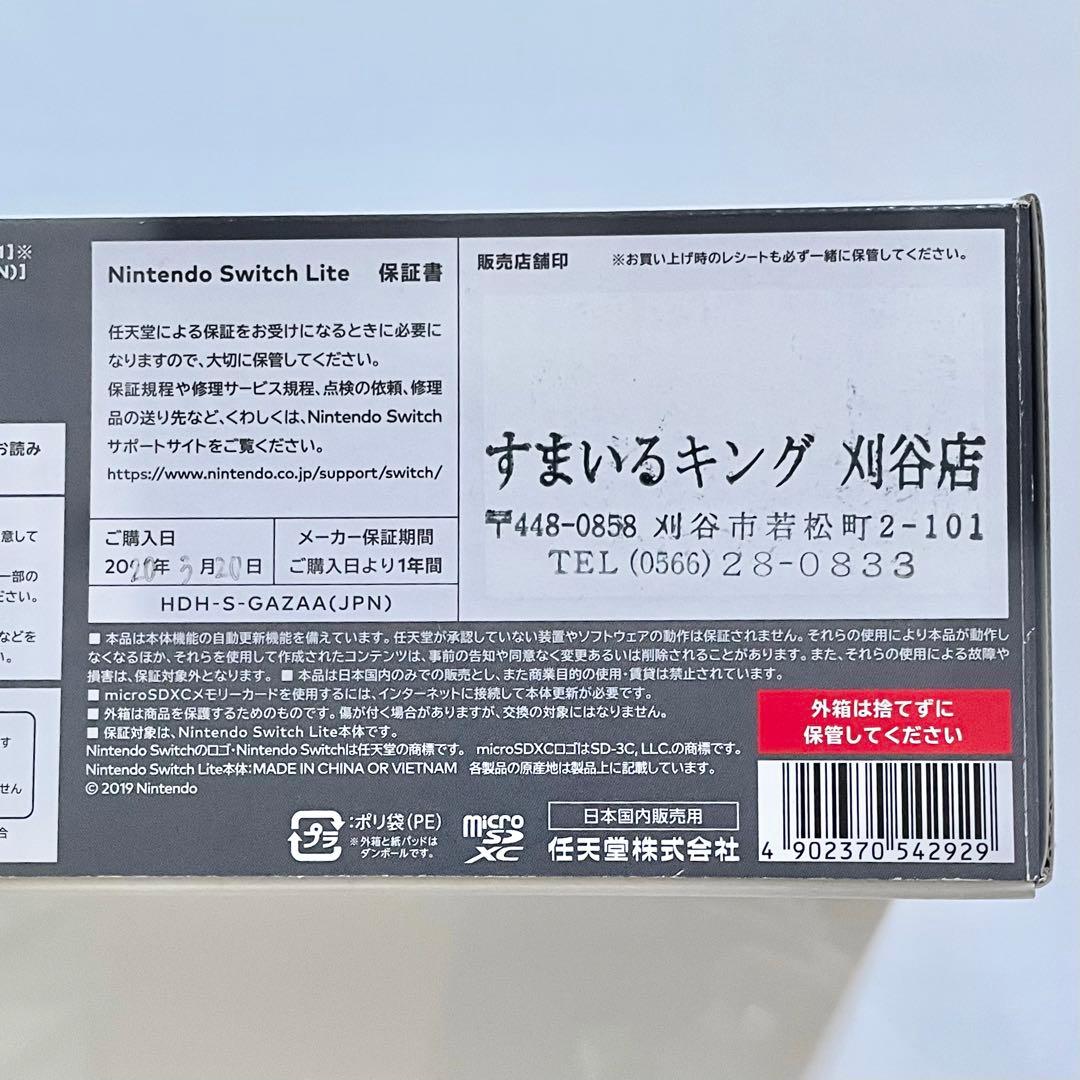 1]※
N)]
お読み
意して
一部の
ださい。
などを
い。
す
せん
合
Nintendo Switch Lite 保証書
任天堂による保証をお受けになるときに必要に
なりますので、大切に保管してください。
保証規程や修理サービス規程、点検の依頼、修理
品の送り先など、くわしくは、Nintendo Switch
サポートサイトをご覧ください。
https://www.nintendo.co.jp/support/switch/
ご購入日
2020年3月20日
メーカー保証期間
ご購入日より1年間
HDH-S-GAZAA(JPN)
販売店舗印 ※お買い上げ時のレシートも必ず一緒に保管してください。
すまいるキング 刈谷店
〒448-0858 刈谷市若松町2-101
TEL(0566)28-0833
■ 本品は本体機能の自動更新機能を備えています。任天堂が承認していない装置やソフトウェアの動作は保証されません。それらの使用により本品が動作し
なくなるほか、それらを使用して作成されたコンテンツは、事前の告知や同意なく変更あるいは削除されることがあります。また、それらの使用による故障や
損害は、保証対象外となります。 ■ 本品は日本国内のみでの販売とし、また商業目的の使用・賃貸は禁止されています。
■ microSDXCメモリーカードを使用するには、インターネットに接続して本体更新が必要です。
■ 外箱は商品を保護するためのものです。傷が付く場合がありますが、交換の対象にはなりません。
■ 保証対象は、Nintendo Switch Lite本体です。
Nintendo Switchのロゴ・Nintendo Switchは任天堂の商標です。 microSDXCロゴはSD-3C, LLC.の商標です。
Nintendo Switch Lite本体:MADE IN CHINA OR VIETNAM 各製品の原産地は製品上に記載しています。
© 2019 Nintendo
外箱は捨てずに
保管してください
プラ
:ポリ袋(PE)
※外箱と紙パッドは
ダンボールです。
micro
SD
XC
日本国内販売用
任天堂株式会社
4 902370 542929